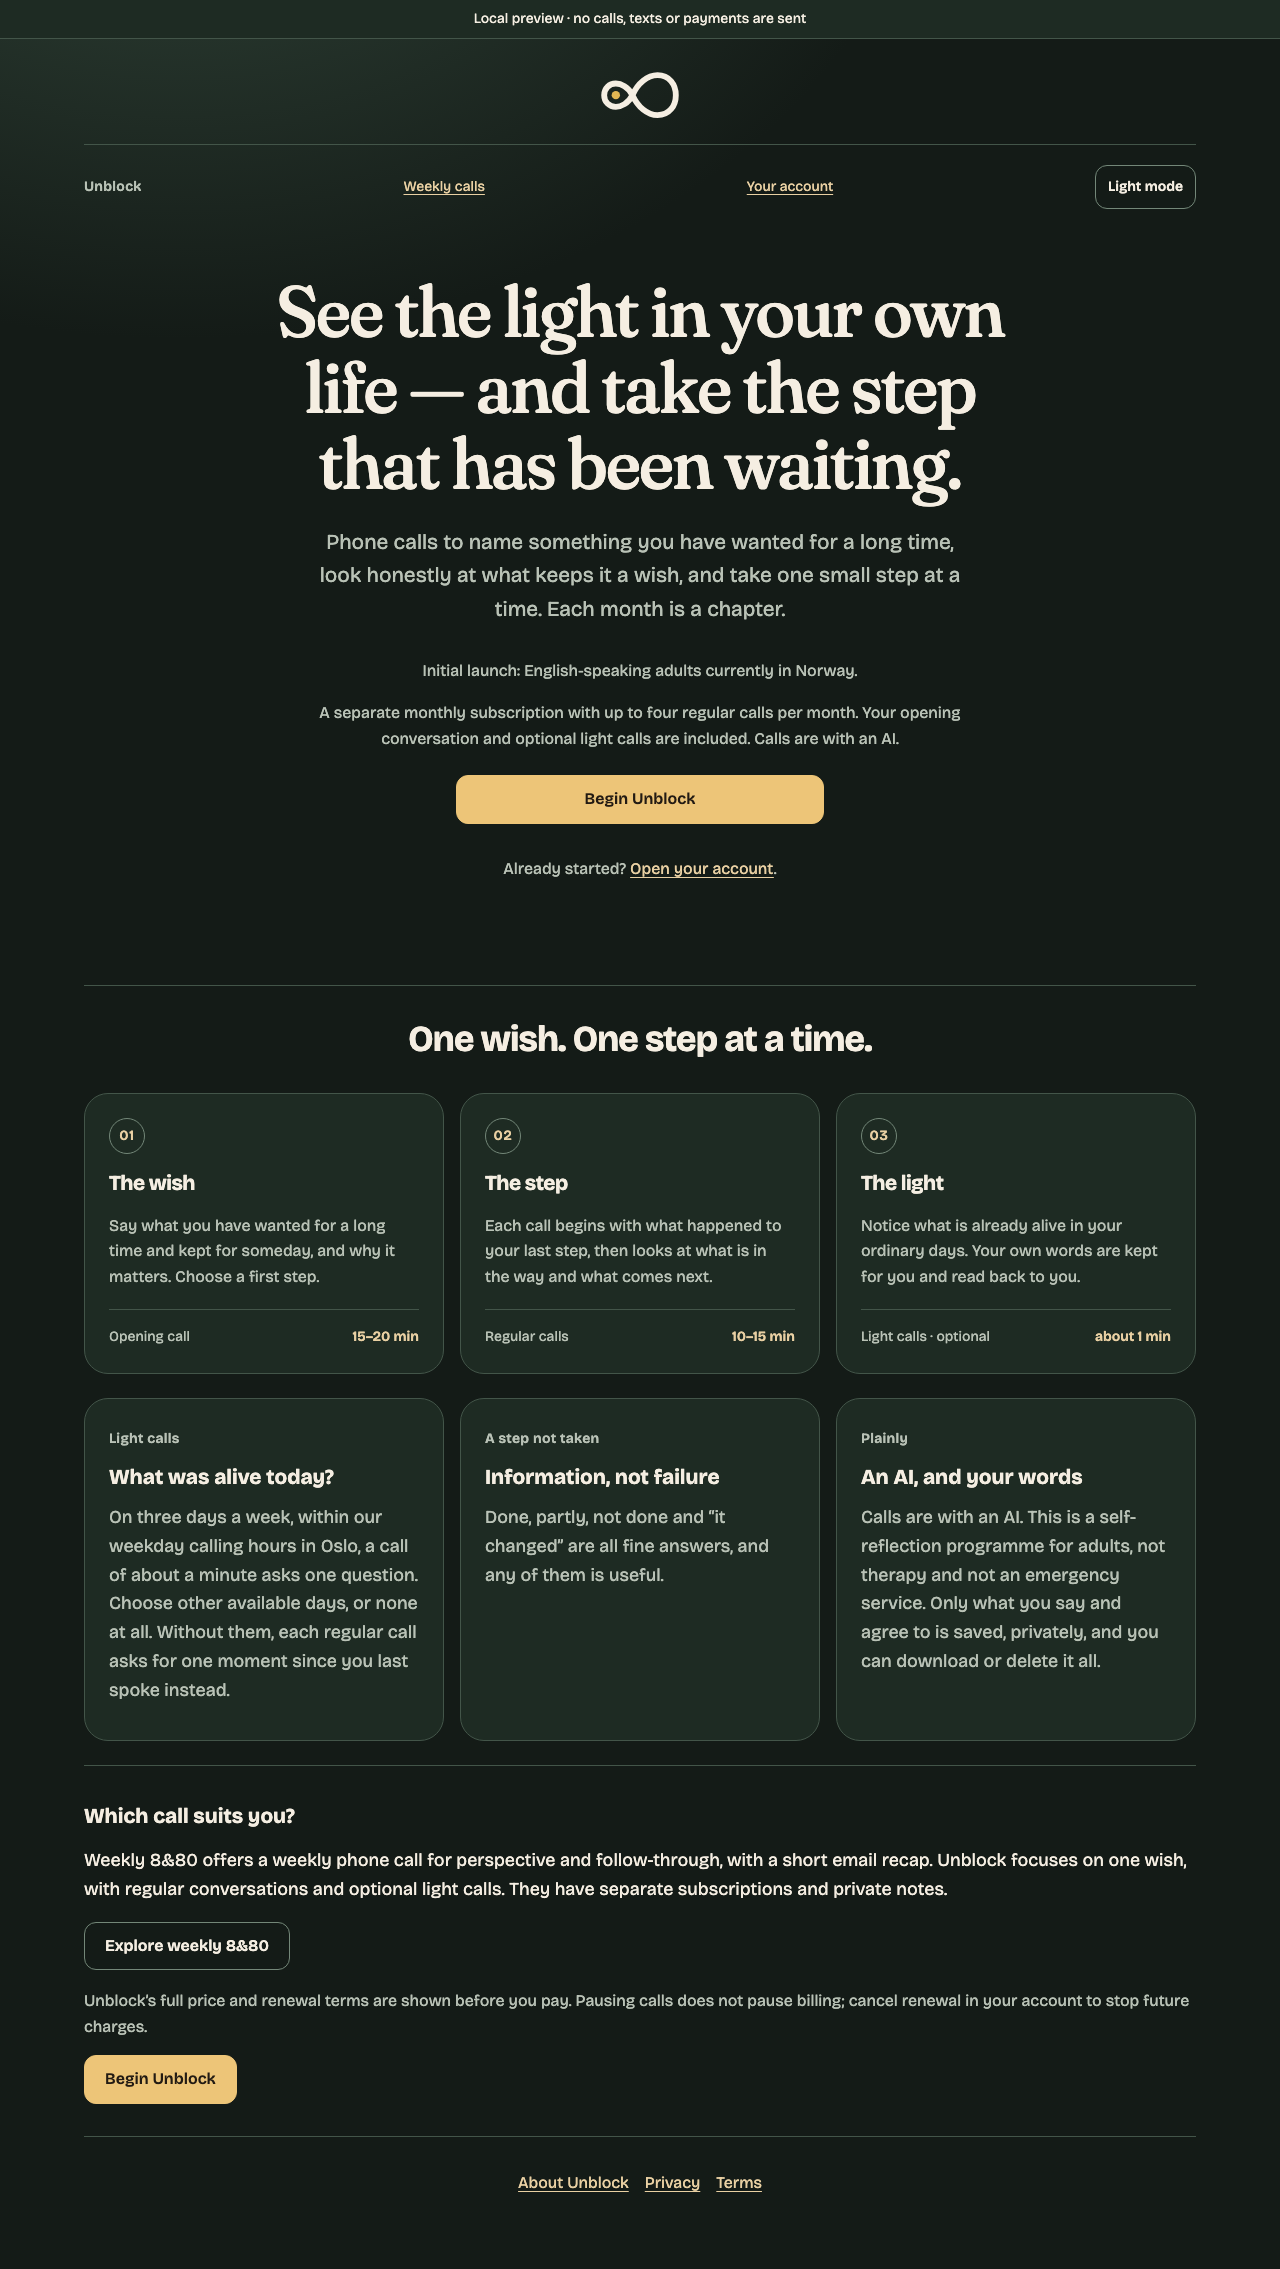 Local preview · no calls, texts or payments are sent
Unblock
Weekly calls
Your account
Light mode
See the light in your own
life — and take the step
that has been waiting.
Phone calls to name something you have wanted for a long time,
look honestly at what keeps it a wish, and take one small step at a
time. Each month is a chapter.
Initial launch: English-speaking adults currently in Norway.
A separate monthly subscription with up to four regular calls per month. Your opening
conversation and optional light calls are included. Calls are with an AI.
Begin Unblock
Already started? Open your account.
One wish. One step at a time.
01
The wish
Say what you have wanted for a long
time and kept for someday, and why it
matters. Choose a first step.
Opening call
15–20 min
02
The step
Each call begins with what happened to
your last step, then looks at what is in
the way and what comes next.
Regular calls
10–15 min
03
The light
Notice what is already alive in your
ordinary days. Your own words are kept
for you and read back to you.
Light calls · optional
about 1 min
Light calls
What was alive today?
On three days a week, within our
weekday calling hours in Oslo, a call
of about a minute asks one question.
Choose other available days, or none
at all. Without them, each regular call
asks for one moment since you last
spoke instead.
A step not taken
Information, not failure
Done, partly, not done and “it
changed” are all fine answers, and
any of them is useful.
Plainly
An AI, and your words
Calls are with an AI. This is a self-
reflection programme for adults, not
therapy and not an emergency
service. Only what you say and
agree to is saved, privately, and you
can download or delete it all.
Which call suits you?
Weekly 8&80 offers a weekly phone call for perspective and follow-through, with a short email recap. Unblock focuses on one wish,
with regular conversations and optional light calls. They have separate subscriptions and private notes.
Explore weekly 8&80
Unblock’s full price and renewal terms are shown before you pay. Pausing calls does not pause billing; cancel renewal in your account to stop future
charges.
Begin Unblock
About Unblock
Privacy
Terms